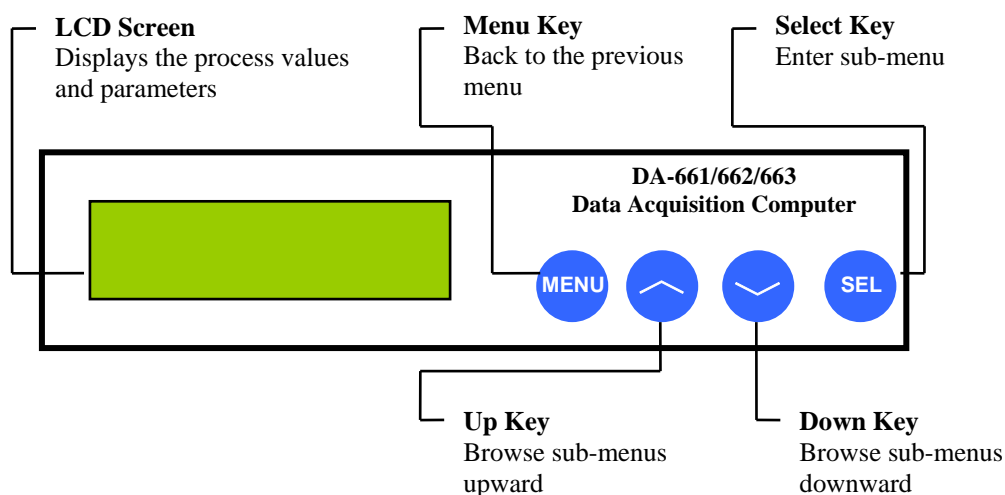 LCD Screen
Displays the process values
and parameters
Menu Key
Back to the previous
menu
Select Key
Enter sub-menu
DA-661/662/663
Data Acquisition Computer
MENU
SEL
Up Key
Browse sub-menus
upward
Down Key
Browse sub-menus
downward